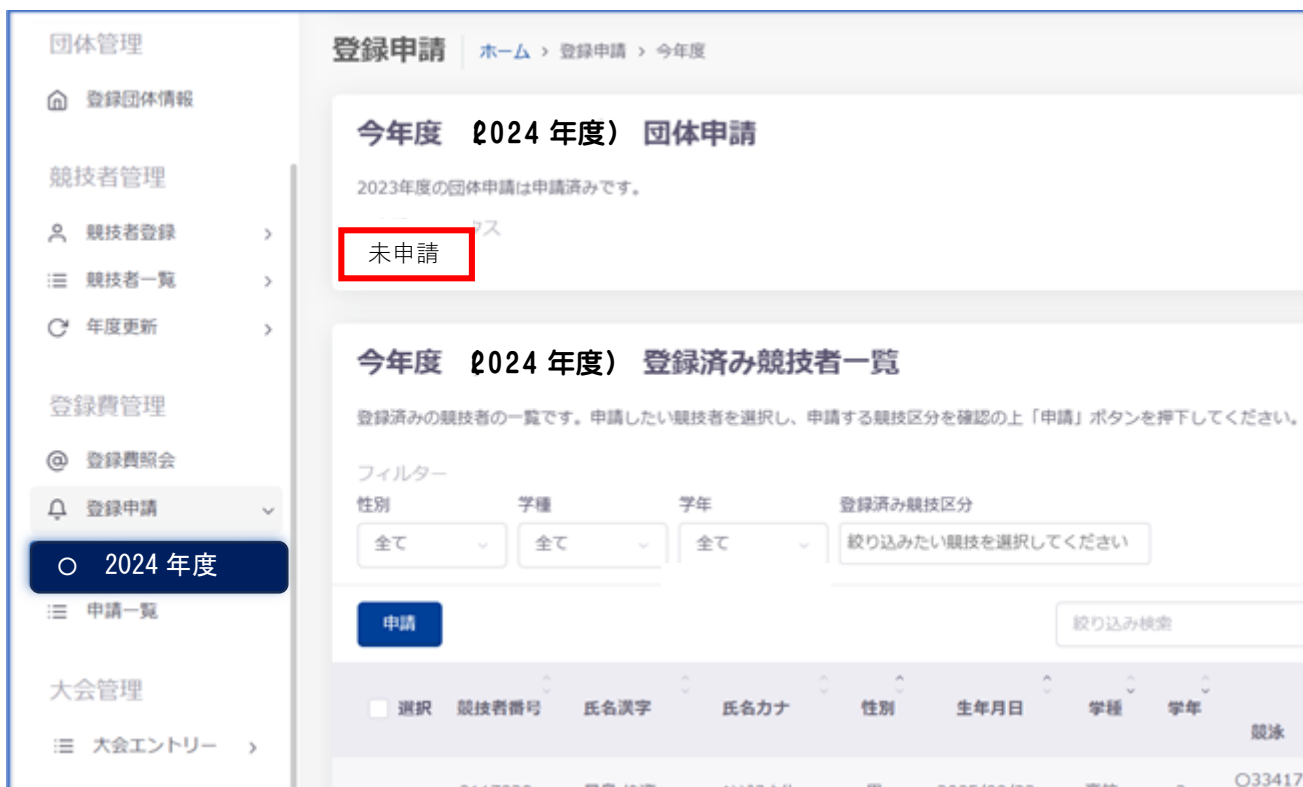 団体管理
登録団体情報
競技者管理
競技者登録
競技者一覧
年度更新
登録費管理
登録費照会
登録申請
2024 年度
申請一覧
大会管理
大会エントリー
登録申請 ホーム > 登録申請 > 今年度
今年度 (2024 年度) 団体申請
2023年度の団体申請は申請済みです。
未申請
今年度 (2024 年度) 登録済み競技者一覧
登録済みの競技者の一覧です。申請したい競技者を選択し、申請する競技区分を確認の上「申請」ボタンを押下してください。
フィルター
性別 学種 学年 登録済み競技区分
全て 全て 全て 絞り込みたい競技を選択してください
申請 絞り込み検索
選択 競技者番号 氏名漢字 氏名カナ 性別 生年月日 学種 学年 競泳
O33417